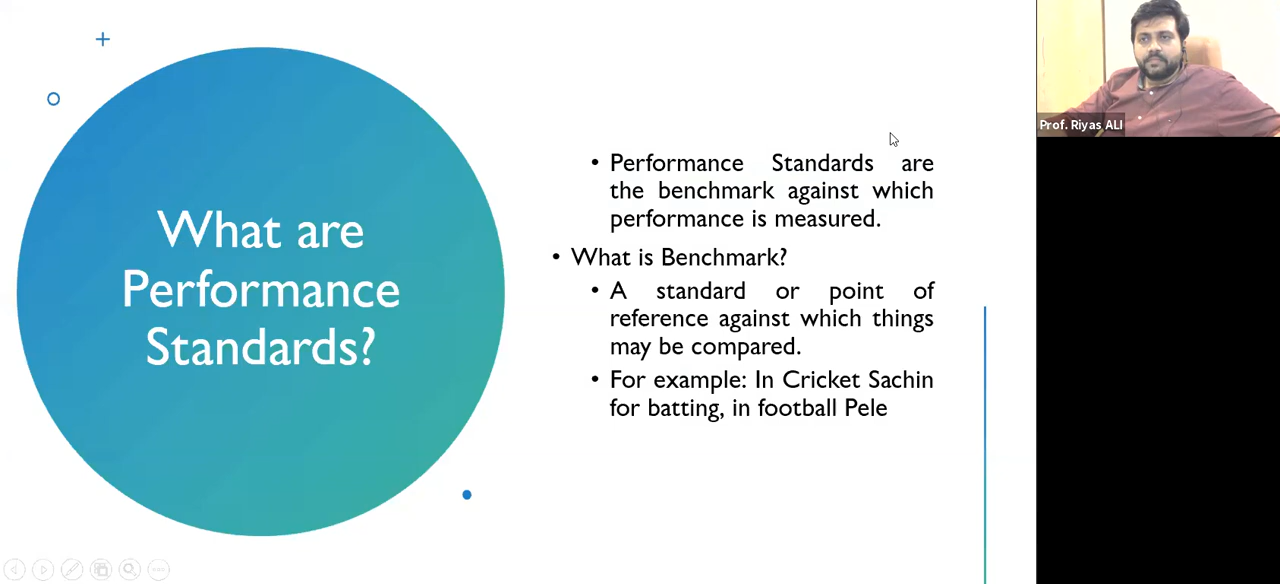 What are
Performance
Standards?
• Performance Standards are
the benchmark against which
performance is measured.
• What is Benchmark?
• A standard or point of
reference against which things
may be compared.
• For example: In Cricket Sachin
for batting, in football Pele
Prof. Riyas ALI